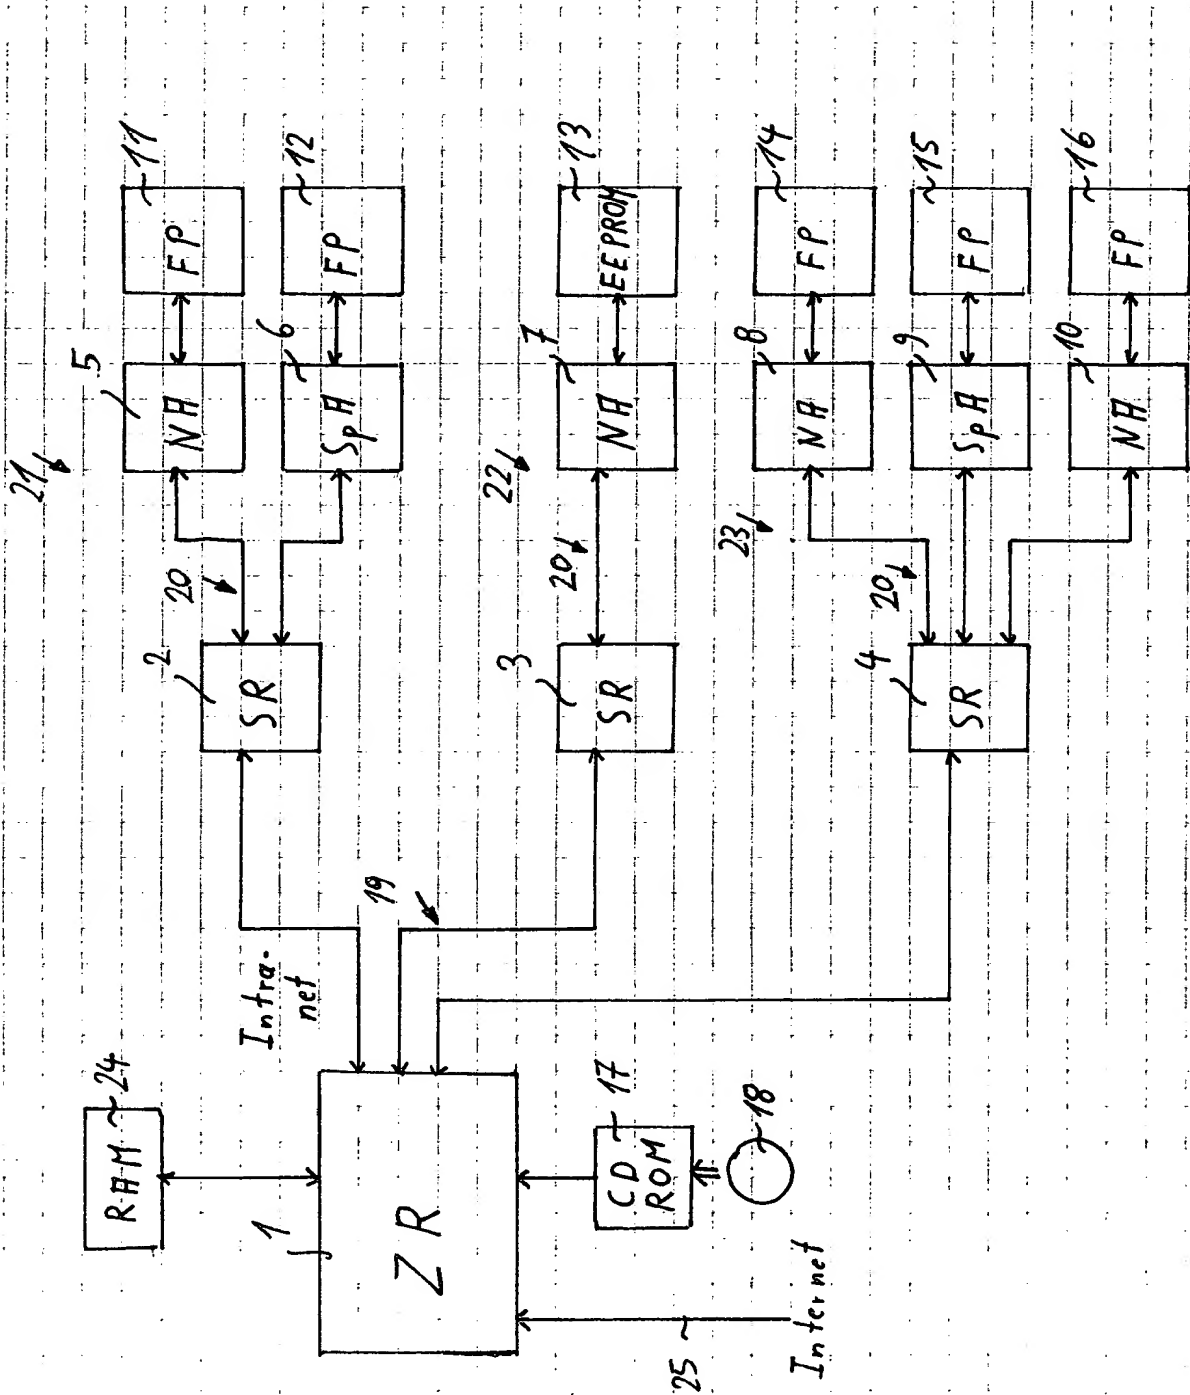 21
5
NA
11
FP
6
SpA
12
FP
20
2
SR
22
7
NA
13
EEPROM
20
3
SR
23
8
NA
14
FP
9
SpA
15
FP
10
NA
16
FP
20
4
SR
19
Intra-
net
RAM
24
1
ZR
CD
ROM
17
18
25
Internet